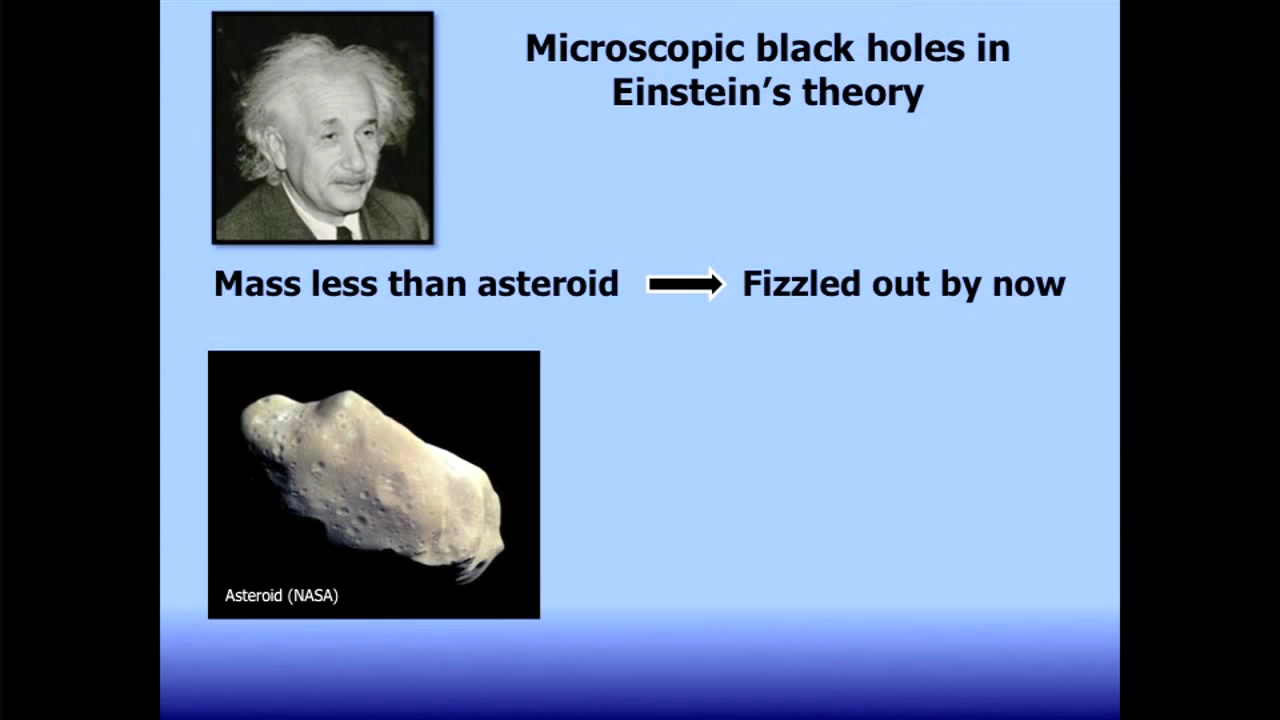 Microscopic black holes in
Einstein’s theory
Mass less than asteroid
Fizzled out by now
Asteroid (NASA)